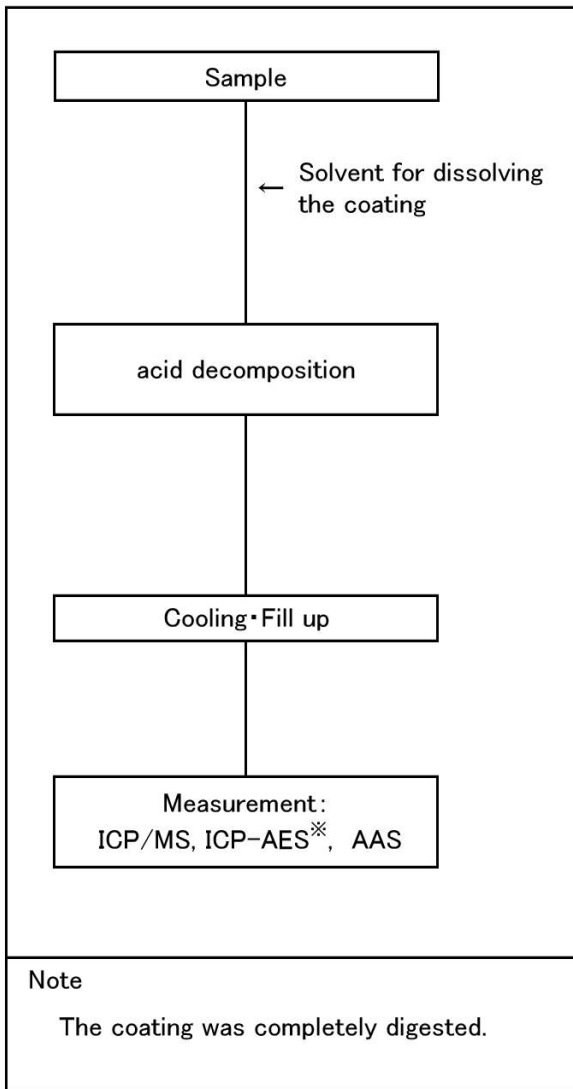 Sample
← Solvent for dissolving
the coating
acid decomposition
Cooling・Fill up
Measurement:
ICP/MS, ICP-AES※, AAS
Note
The coating was completely digested.